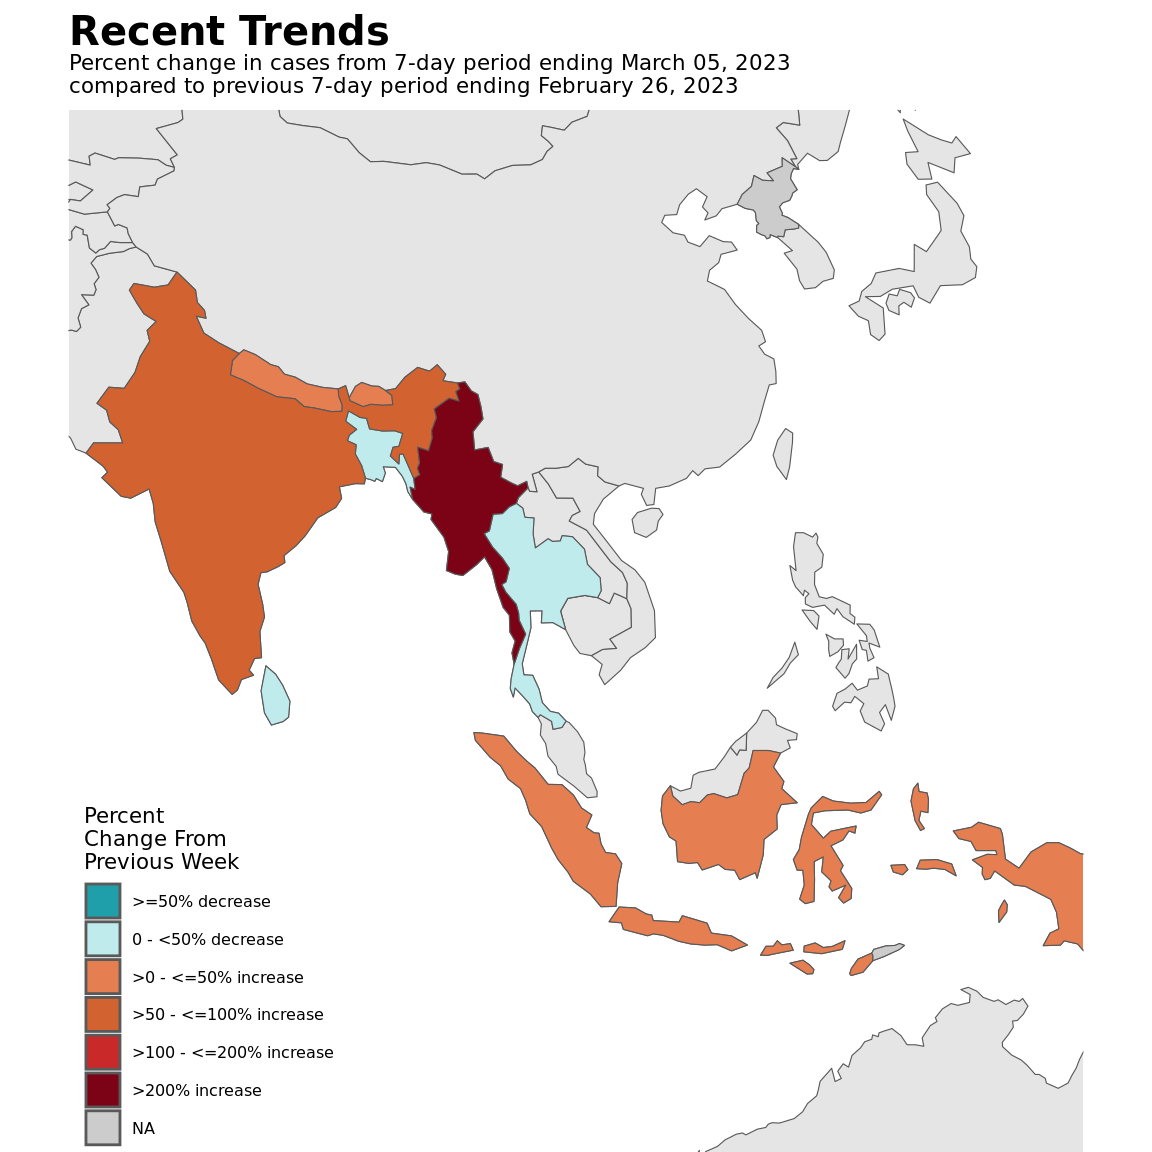 Recent Trends
Percent change in cases from 7-day period ending March 05, 2023
compared to previous 7-day period ending February 26, 2023
Percent
Change From
Previous Week
>=50% decrease
0 - <50% decrease
>0 - <=50% increase
>50 - <=100% increase
>100 - <=200% increase
>200% increase
NA